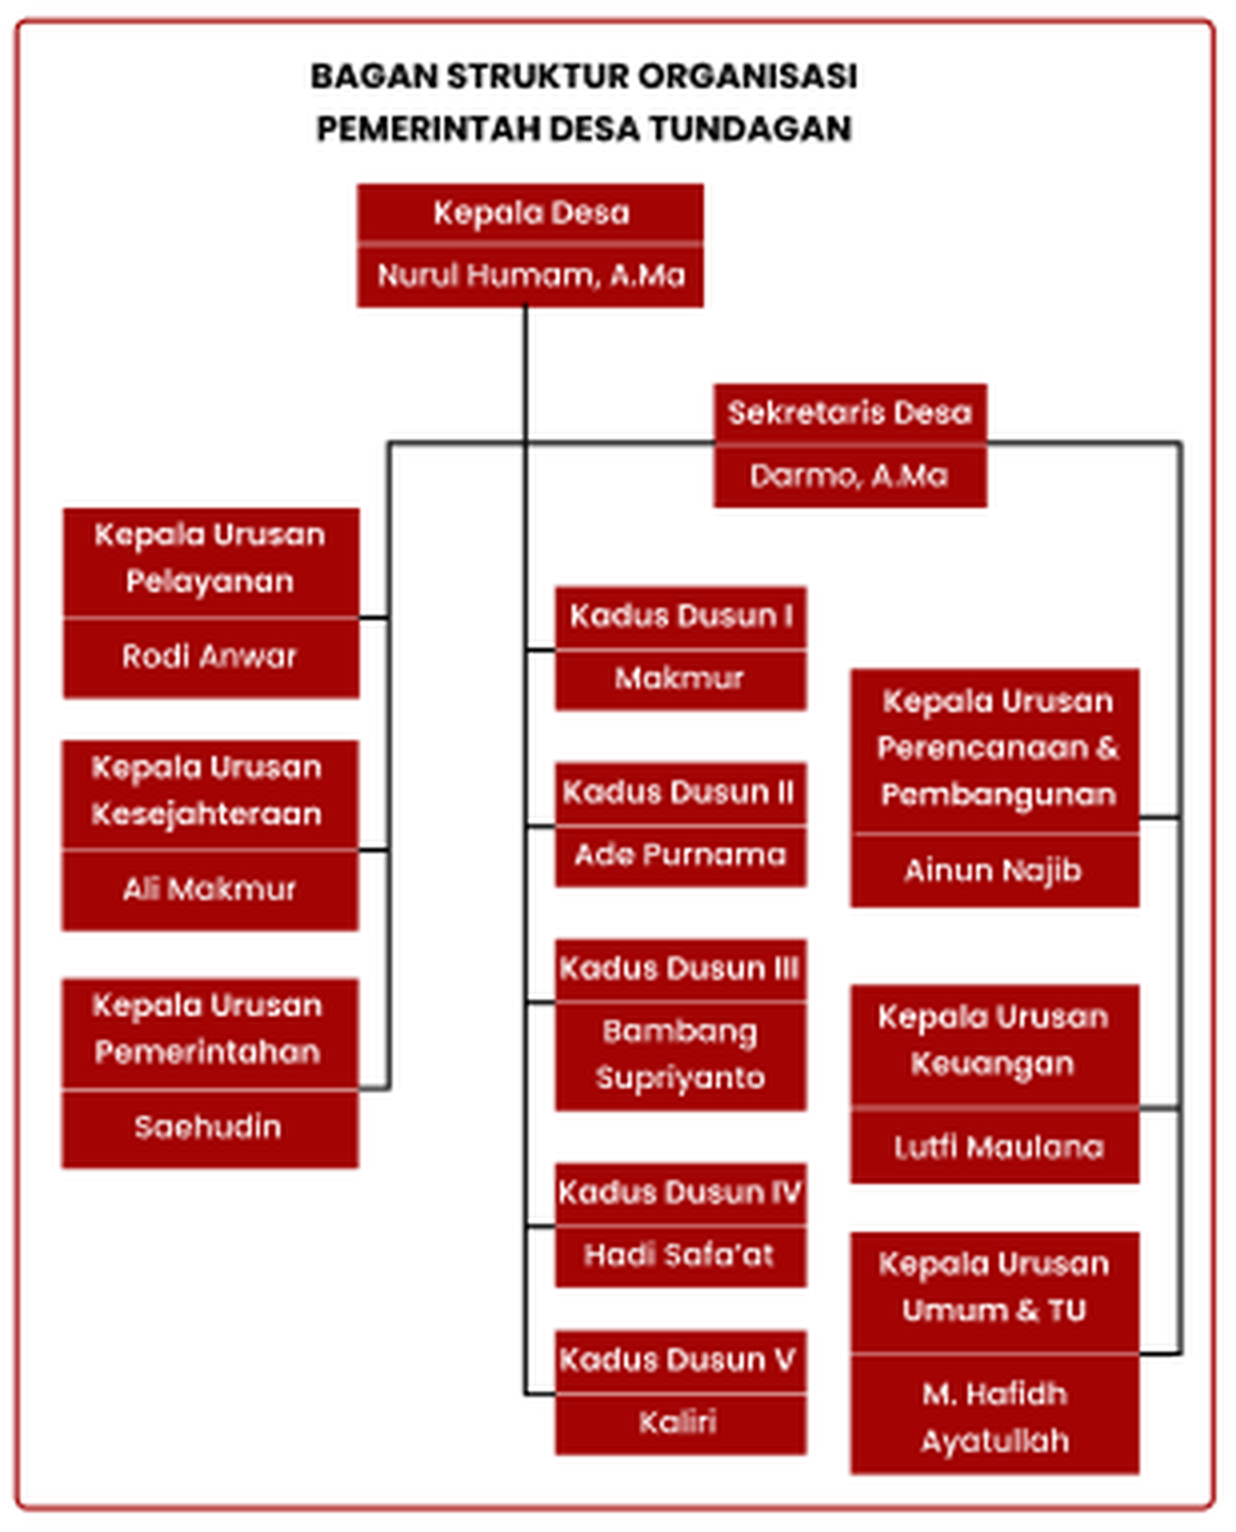 BAGAN STRUKTUR ORGANISASI
PEMERINTAH DESA TUNDAGAN
Kepala Desa
Nurul Humam, A.Ma
Sekretaris Desa
Darmo, A.Ma
Kepala Urusan
Pelayanan
Rodi Anwar
Kepala Urusan
Kesejahteraan
Ali Makmur
Kepala Urusan
Pemerintahan
Saehudin
Kadus Dusun I
Makmur
Kadus Dusun II
Ade Purnama
Kadus Dusun III
Bambang
Supriyanto
Kadus Dusun IV
Hadi Safa'at
Kadus Dusun V
Kaliri
Kepala Urusan
Perencanaan &
Pembangunan
Ainun Najib
Kepala Urusan
Keuangan
Lutfi Maulana
Kepala Urusan
Umum & TU
M. Hafidh
Ayatullah